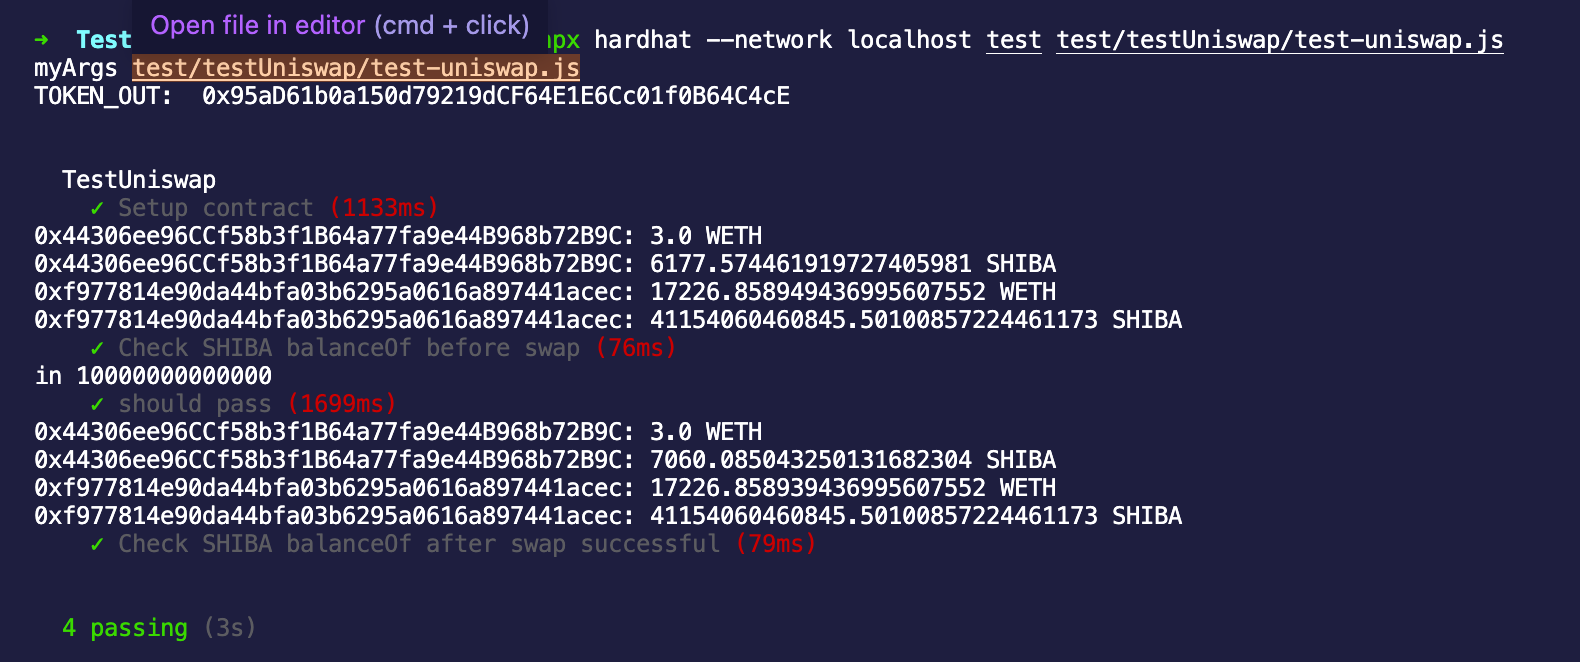 Open file in editor (cmd + click)
➜ Test npx hardhat --network localhost test test/testUniswap/test-uniswap.js
myArgs test/testUniswap/test-uniswap.js
TOKEN_OUT: 0x95aD61b0a150d79219dCF64E1E6Cc01f0B64C4cE
TestUniswap
✓ Setup contract (1133ms)
0x44306ee96CCf58b3f1B64a77fa9e44B968b72B9C: 3.0 WETH
0x44306ee96CCf58b3f1B64a77fa9e44B968b72B9C: 6177.574461919727405981 SHIBA
0xf977814e90da44bfa03b6295a0616a897441acec: 17226.858949436995607552 WETH
0xf977814e90da44bfa03b6295a0616a897441acec: 41154060460845.50100857224461173 SHIBA
✓ Check SHIBA balanceOf before swap (76ms)
in 10000000000000
✓ should pass (1699ms)
0x44306ee96CCf58b3f1B64a77fa9e44B968b72B9C: 3.0 WETH
0x44306ee96CCf58b3f1B64a77fa9e44B968b72B9C: 7060.085043250131682304 SHIBA
0xf977814e90da44bfa03b6295a0616a897441acec: 17226.858939436995607552 WETH
0xf977814e90da44bfa03b6295a0616a897441acec: 41154060460845.50100857224461173 SHIBA
✓ Check SHIBA balanceOf after swap successful (79ms)
4 passing (3s)